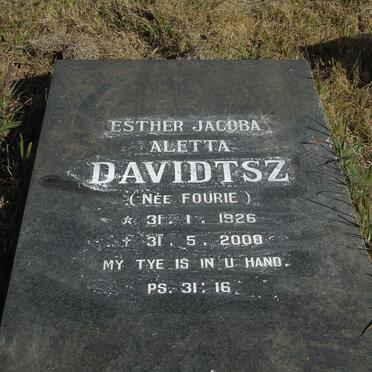 ESTHER JACOBA
ALETTA
DAVIDTSZ
(NÉE FOURIE)
* 31. 1. 1926
† 31. 5. 2000
MY TYE IS IN U HAND.
PS. 31: 16.